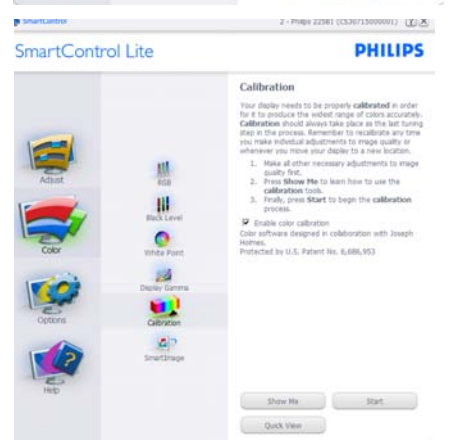 SmartControl
2 - Philips 225B1 (CS30715000001)
SmartControl Lite
PHILIPS
Adjust
Color
Options
Help
RGB
Black Level
White Point
Display Gamma
Calibration
SmartImage
Calibration
Your display needs to be properly calibrated in order
for it to produce the widest range of colors accurately.
Calibration should always take place as the last tuning
step in the process. Remember to recalibrate any time
you make individual adjustments to image quality or
whenever you move your display to a new location.
1. Make all other necessary adjustments to image
quality first.
2. Press Show Me to learn how to use the
calibration tools.
3. Finally, press Start to begin the calibration
process.
Enable color calibration
Color software designed in collaboration with Joseph
Holmes.
Protected by U.S. Patent No. 6,686,953
Show Me
Start
Quick View